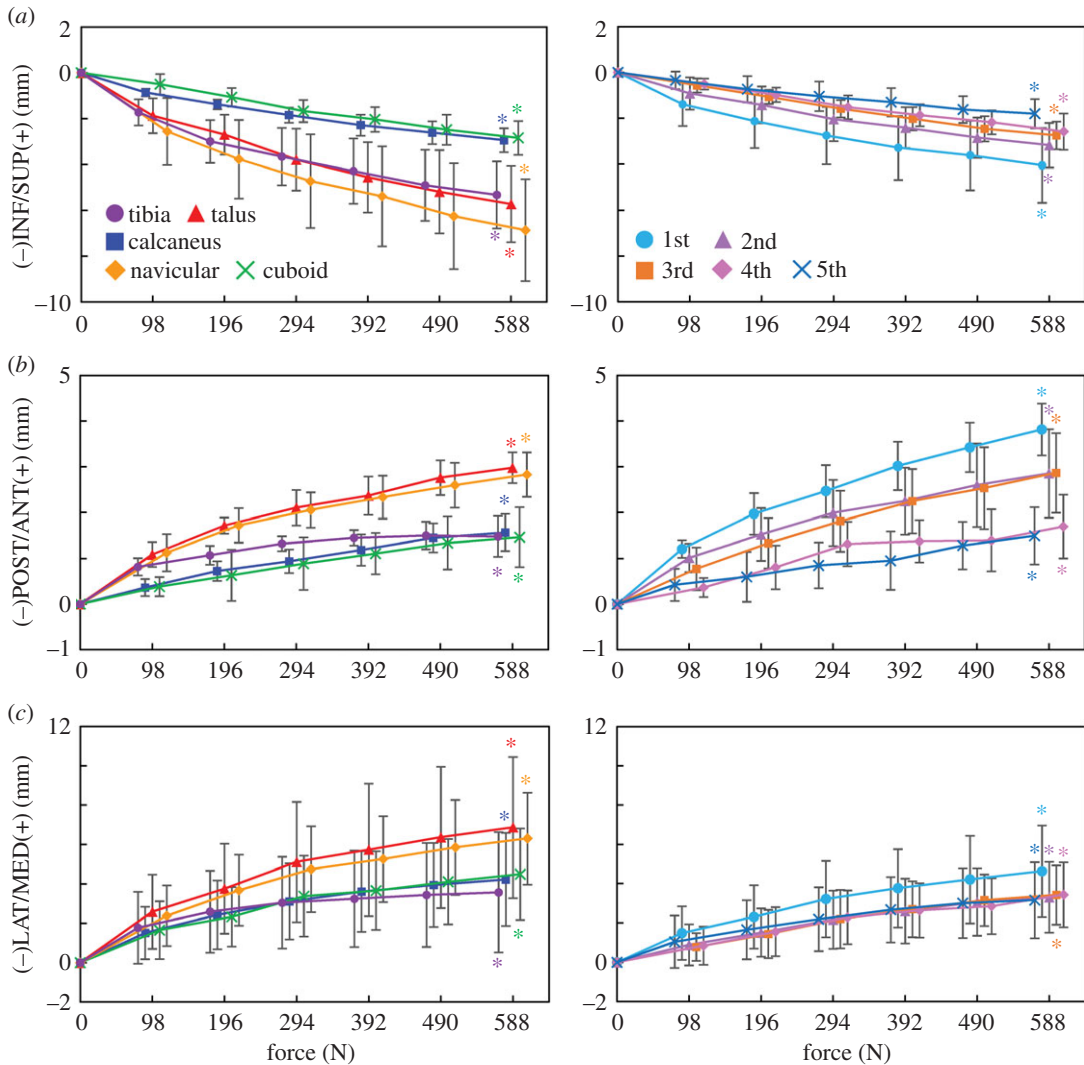 (a)
2
0
−10
(−)INF/SUP(+) (mm)
tibia talus
calcaneus
navicular cuboid
* * * * *
0 98 196 294 392 490 588
1st 2nd
3rd 4th 5th
* * * * *
0 98 196 294 392 490 588
2
0
−10
(b)
5
0
−1
(−)POST/ANT(+) (mm)
* * * * *
0 98 196 294 392 490 588
5
0
−1
* * * * *
0 98 196 294 392 490 588
(c)
12
0
−2
(−)LAT/MED(+) (mm)
* * * * *
0 98 196 294 392 490 588
force (N)
12
0
−2
* * * * *
0 98 196 294 392 490 588
force (N)